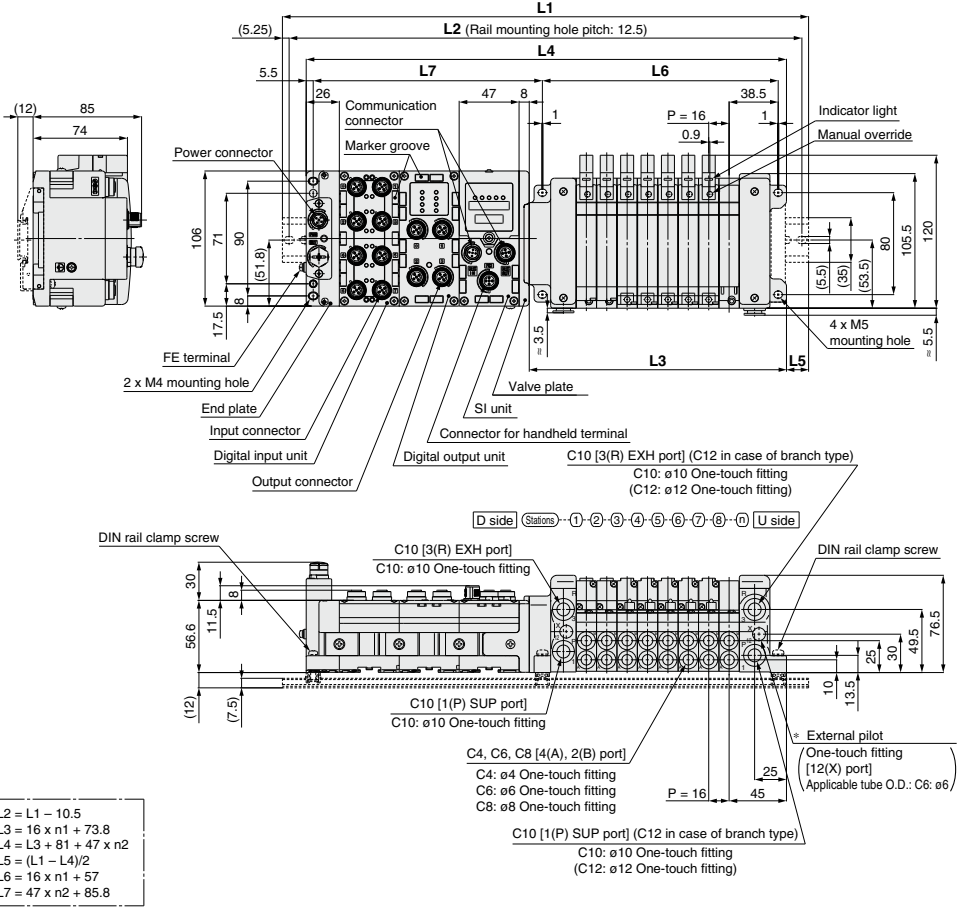 L1
(5.25)
L2 (Rail mounting hole pitch: 12.5)
L4
5.5
L7
L6
(12)
85
26
Communication
connector
47
8
38.5
74
1
P = 16
1
Indicator light
0.9
Manual override
Marker groove
Power connector
106
71
90
(51.8)
8
17.5
80
105.5
120
(5.5)
(35)
(53.5)
≈ 3.5
4 x M5
mounting hole
≈ 5.5
FE terminal
L3
L5
2 x M4 mounting hole
Valve plate
End plate
SI unit
Input connector
Connector for handheld terminal
Digital input unit
Digital output unit
Output connector
C10 [3(R) EXH port] (C12 in case of branch type)
C10: ø10 One-touch fitting
(C12: ø12 One-touch fitting)
D side Stations 1 2 3 4 5 6 7 8 n U side
DIN rail clamp screw
C10 [3(R) EXH port]
C10: ø10 One-touch fitting
DIN rail clamp screw
30
8
11.5
56.6
(12)
(7.5)
76.5
49.5
30
25
13.5
10
C10 [1(P) SUP port]
C10: ø10 One-touch fitting
* External pilot
(One-touch fitting
[12(X) port]
Applicable tube O.D.: C6: ø6)
C4, C6, C8 [4(A), 2(B) port]
C4: ø4 One-touch fitting
C6: ø6 One-touch fitting
C8: ø8 One-touch fitting
25
P = 16
45
C10 [1(P) SUP port] (C12 in case of branch type)
C10: ø10 One-touch fitting
(C12: ø12 One-touch fitting)
L2 = L1 – 10.5
L3 = 16 x n1 + 73.8
L4 = L3 + 81 + 47 x n2
L5 = (L1 – L4)/2
L6 = 16 x n1 + 57
L7 = 47 x n2 + 85.8